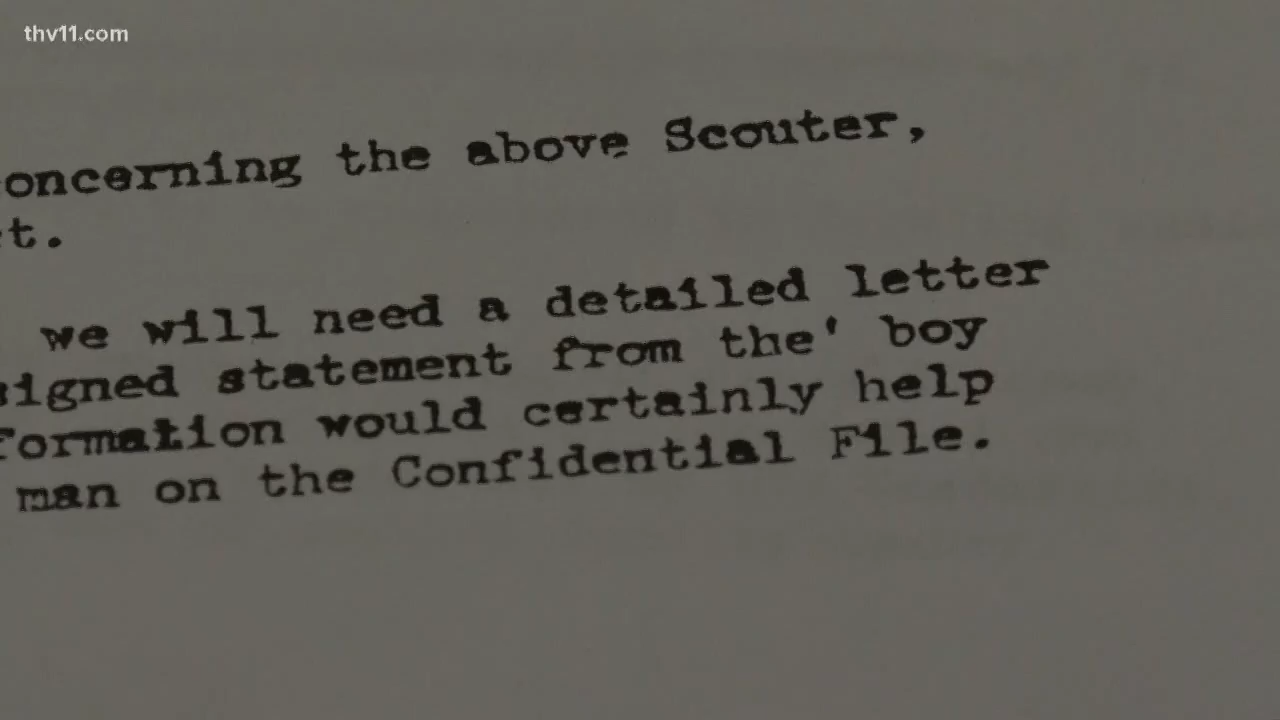 thv11.com
oncerning the above Scouter,
t.
we will need a detailed letter
signed statement from the' boy
formation would certainly help
man on the Confidential File.